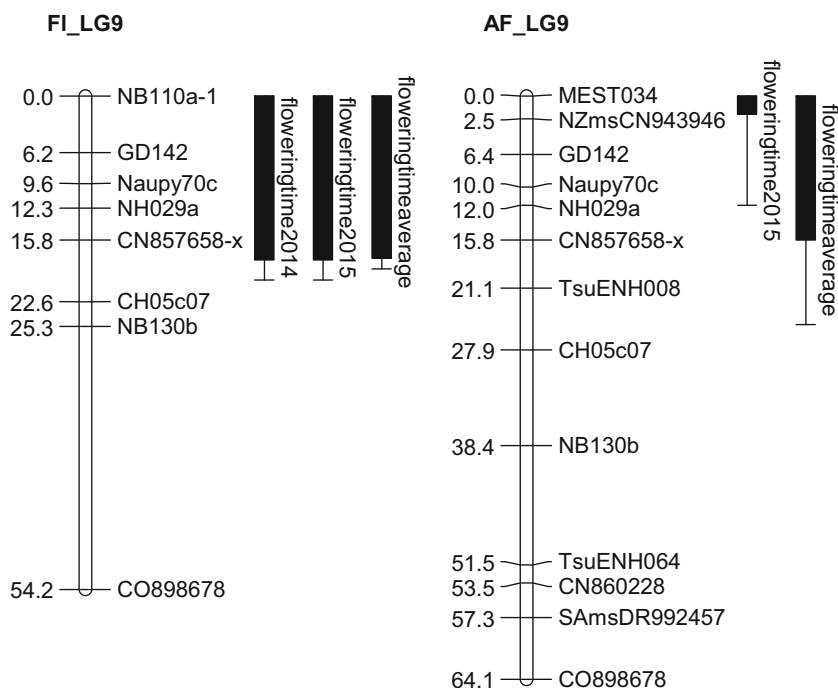 FI_LG9
0.0 NB110a-1
6.2 GD142
9.6 Naupy70c
12.3 NH029a
15.8 CN857658-x
22.6 CH05c07
25.3 NB130b
54.2 CO898678
floweringtime2014
floweringtime2015
floweringtimeaverage
AF_LG9
0.0 MEST034
2.5 NZmsCN943946
6.4 GD142
10.0 Naupy70c
12.0 NH029a
15.8 CN857658-x
21.1 TsuENH008
27.9 CH05c07
38.4 NB130b
51.5 TsuENH064
53.5 CN860228
57.3 SAmsDR992457
64.1 CO898678
floweringtime2015
floweringtimeaverage